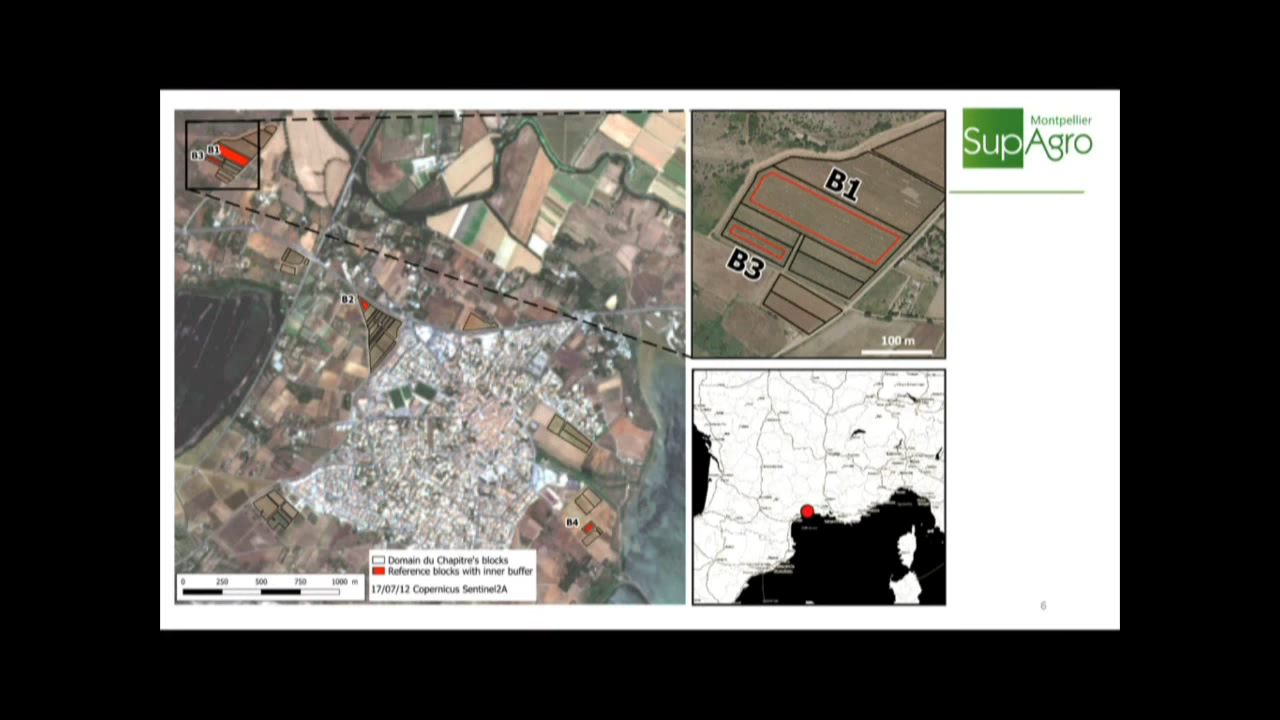 B3 B1
B2
B4
Domain du Chapitre's blocks
Reference blocks with inner buffer
17/07/12 Copernicus Sentinel2A
0 250 500 750 1000 m
B1
B3
100 m
Montpellier
SupAgro
6